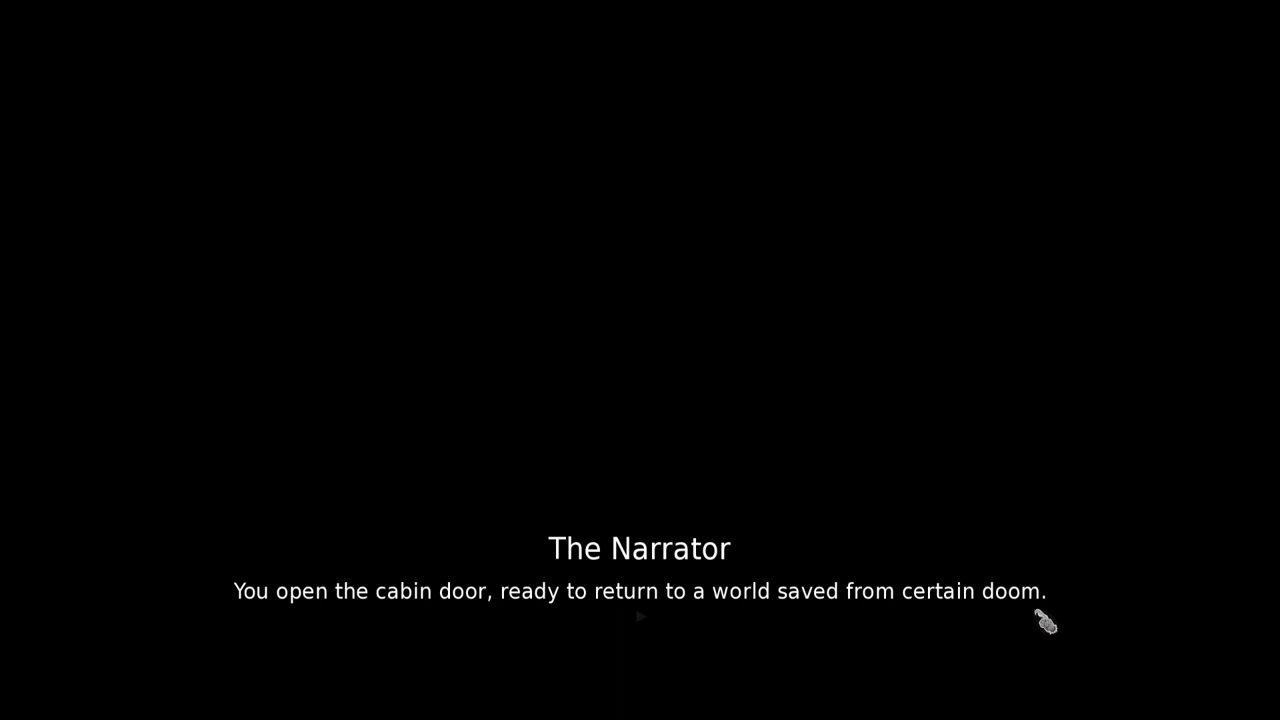 The Narrator
You open the cabin door, ready to return to a world saved from certain doom.